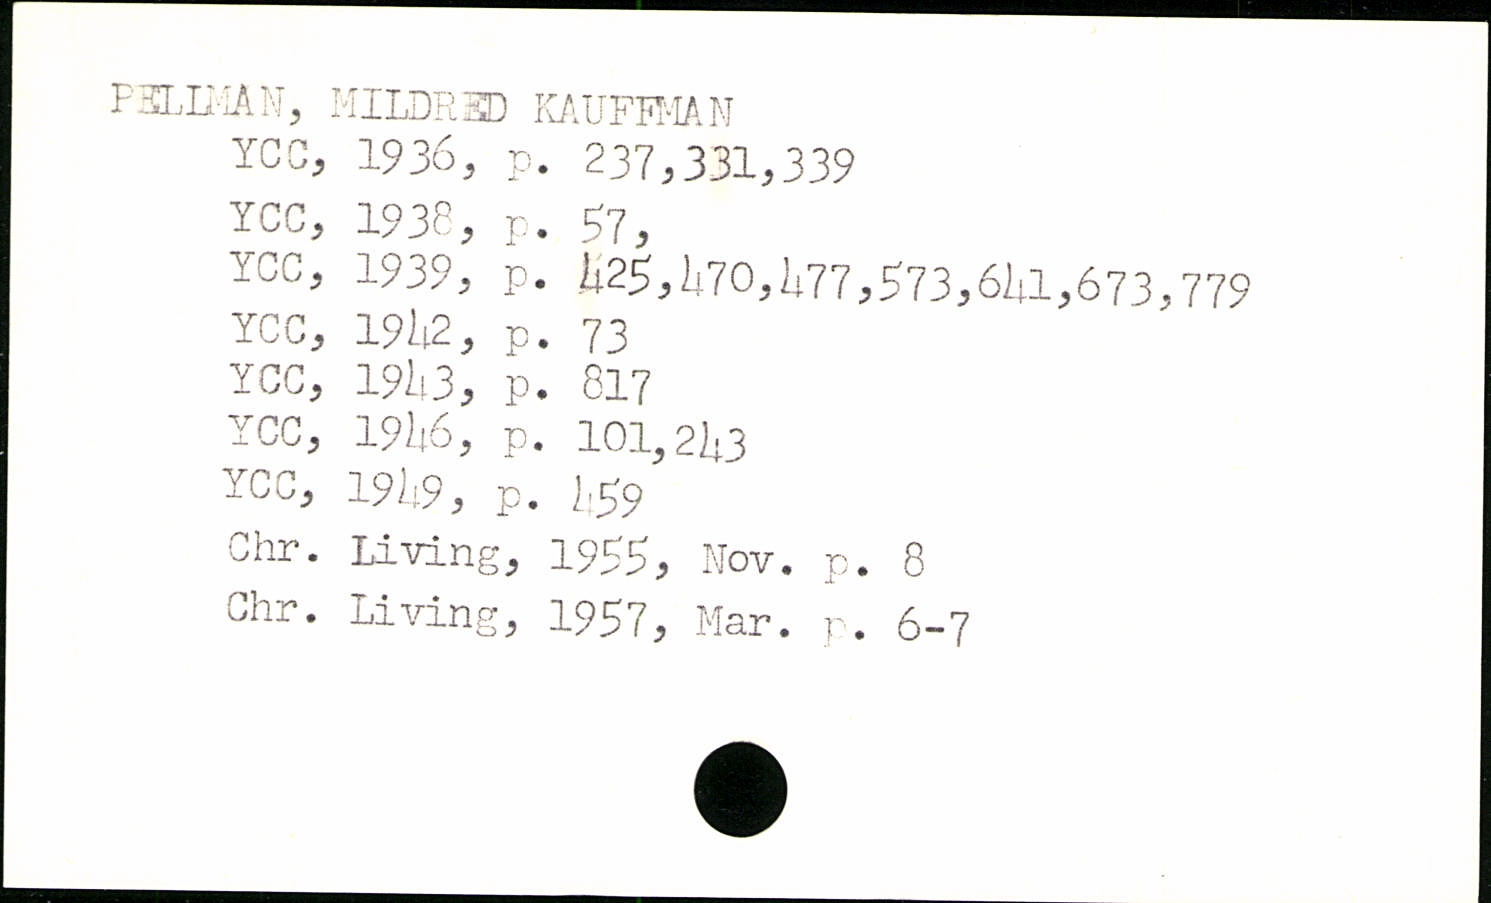 PELLMAN, MILDRED KAUFFMAN
YCC, 1936, p. 237,331,339
YCC, 1938, p. 57,
YCC, 1939, p. 425,470,477,573,641,673,779
YCC, 1942, p. 73
YCC, 1943, p. 817
YCC, 1946, p. 101,243
YCC, 1949, p. 459
Chr. Living, 1955, Nov. p. 8
Chr. Living, 1957, Mar. p. 6-7